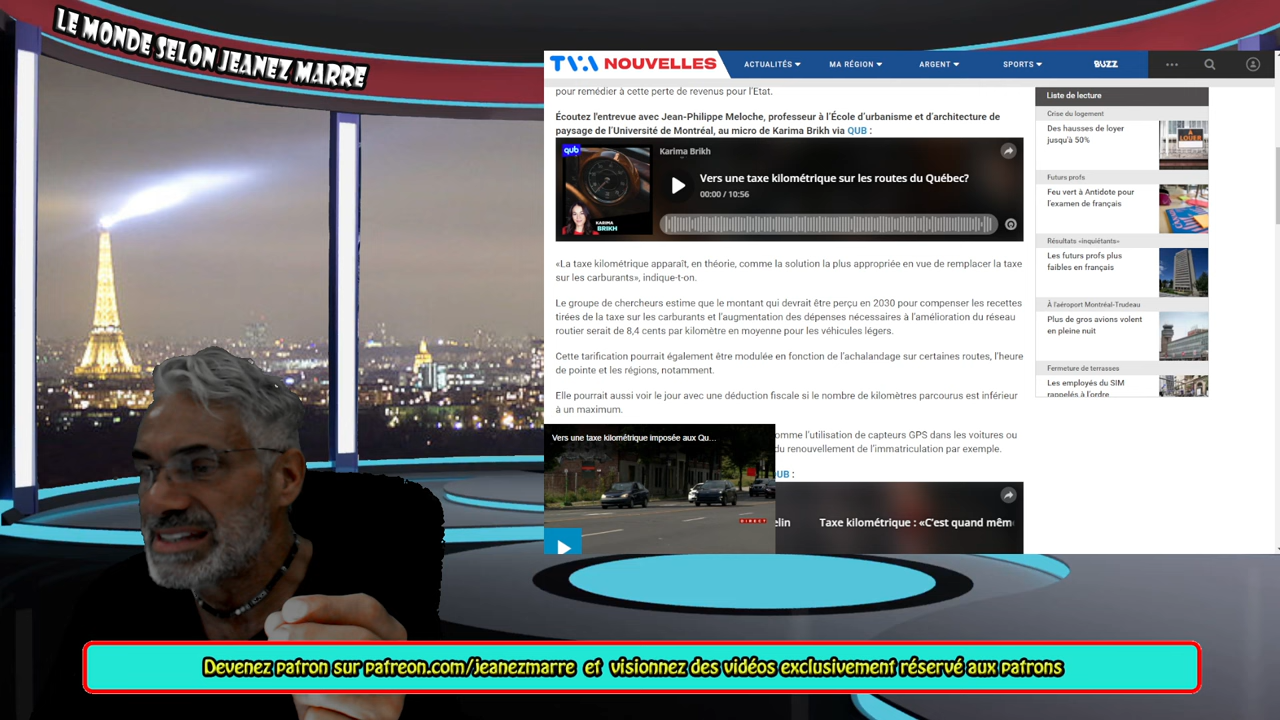 LE MONDE SELON JEANEZ MARRE
TVA NOUVELLES
ACTUALITÉS
MA RÉGION
ARGENT
SPORTS
BUZZ
pour remédier à cette perte de revenus pour l'État.
Écoutez l'entrevue avec Jean-Philippe Meloche, professeur à l'École d'urbanisme et d'architecture de
paysage de l'Université de Montréal, au micro de Karima Brikh via QUB :
qub
KARIMA
BRIKH
Karima Brikh
Vers une taxe kilométrique sur les routes du Québec?
00:00 / 10:56
«La taxe kilométrique apparaît, en théorie, comme la solution la plus appropriée en vue de remplacer la taxe
sur les carburants», indique-t-on.
Le groupe de chercheurs estime que le montant qui devrait être perçu en 2030 pour compenser les recettes
tirées de la taxe sur les carburants et l'augmentation des dépenses nécessaires à l'amélioration du réseau
routier serait de 8,4 cents par kilomètre en moyenne pour les véhicules légers.
Cette tarification pourrait également être modulée en fonction de l'achalandage sur certaines routes, l'heure
de pointe et les régions, notamment.
Elle pourrait aussi voir le jour avec une déduction fiscale si le nombre de kilomètres parcourus est inférieur
à un maximum.
omme l'utilisation de capteurs GPS dans les voitures ou
du renouvellement de l'immatriculation par exemple.
UB :
Vers une taxe kilométrique imposée aux Qu...
DIRECT
elin
Taxe kilométrique : «C'est quand mêm
Liste de lecture
Crise du logement
Des hausses de loyer
jusqu'à 50%
À LOUER
Futurs profs
Feu vert à Antidote pour
l'examen de français
Résultats «inquiétants»
Les futurs profs plus
faibles en français
À l'aéroport Montréal-Trudeau
Plus de gros avions volent
en pleine nuit
Fermeture de terrasses
Les employés du SIM
rappelés à l'ordre
Devenez patron sur patreon.com/jeanezmarre et visionnez des vidéos exclusivement réservé aux patrons